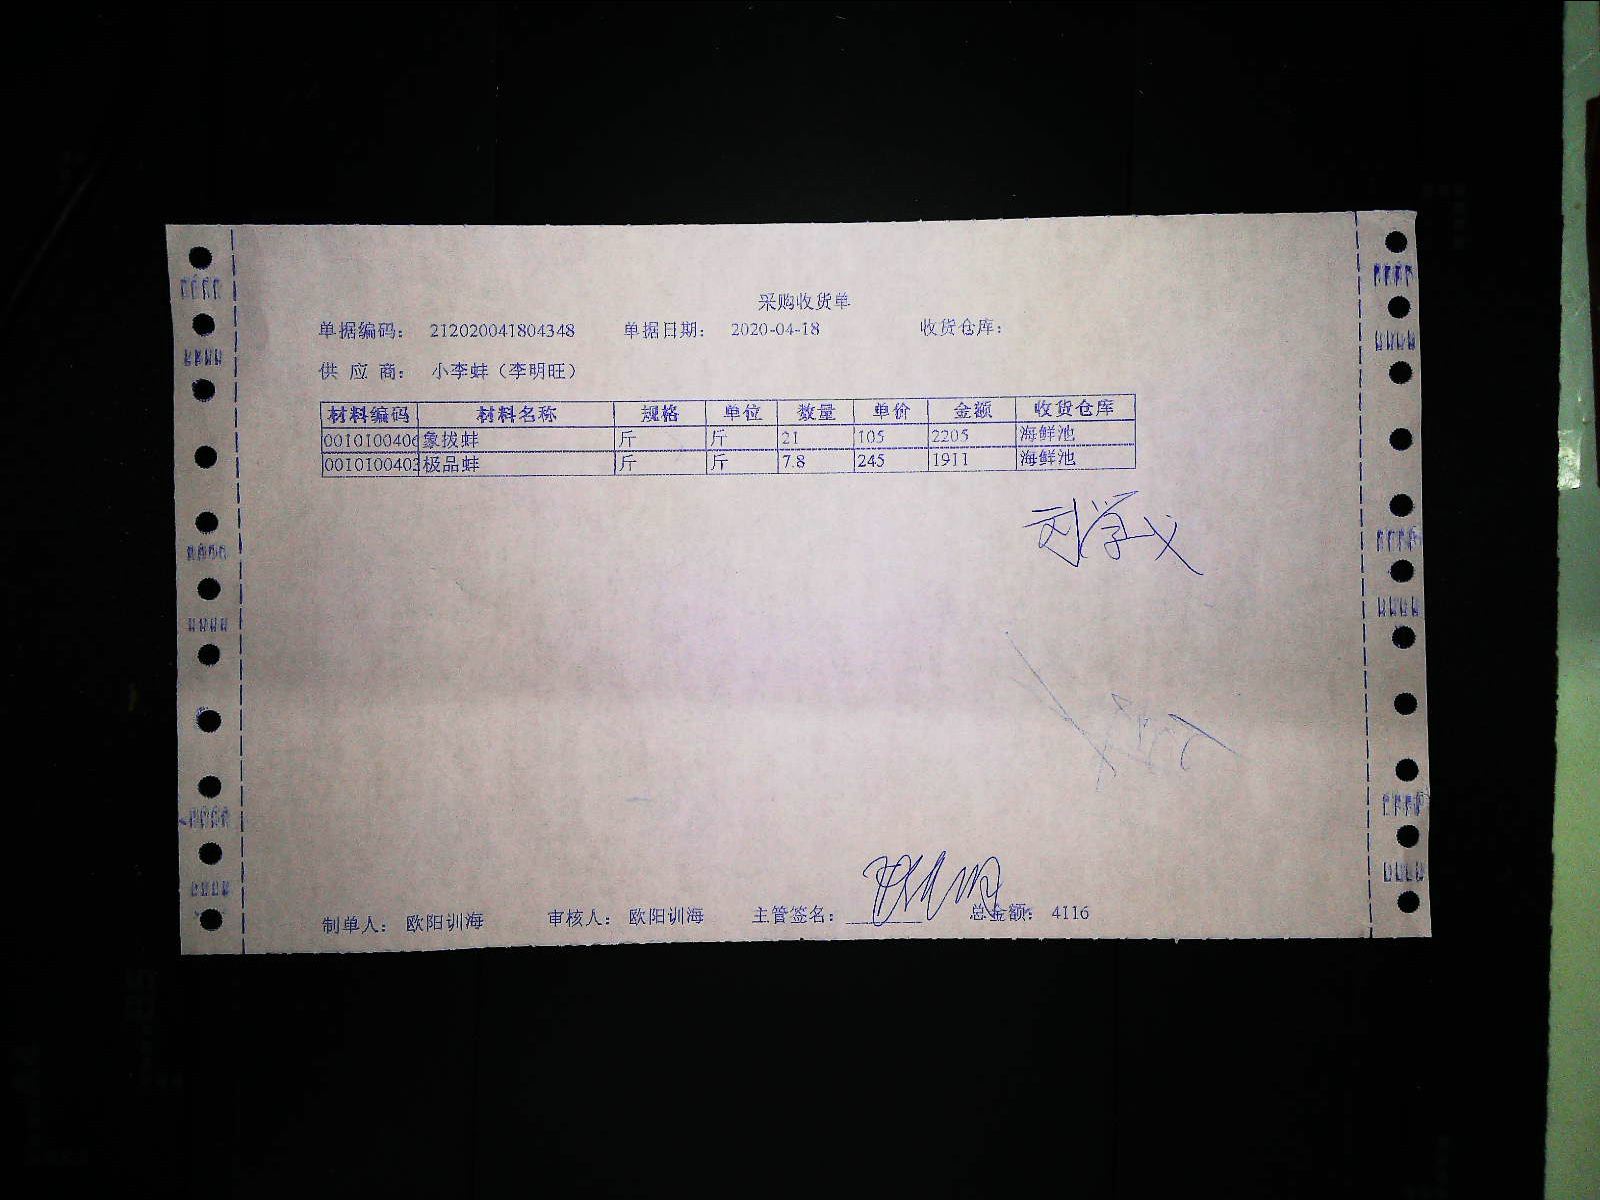 采购收货单
单据编码： 212020041804348 单据日期： 2020-04-18 收货仓库：
供 应 商： 小李蚌（李明旺）
材料编码 材料名称 规格 单位 数量 单价 金额 收货仓库
0010100406 象拔蚌 斤 斤 21 105 2205 海鲜池
0010100403 极品蚌 斤 斤 7.8 245 1911 海鲜池
制单人： 欧阳训海 审核人： 欧阳训海 主管签名： 总金额： 4116